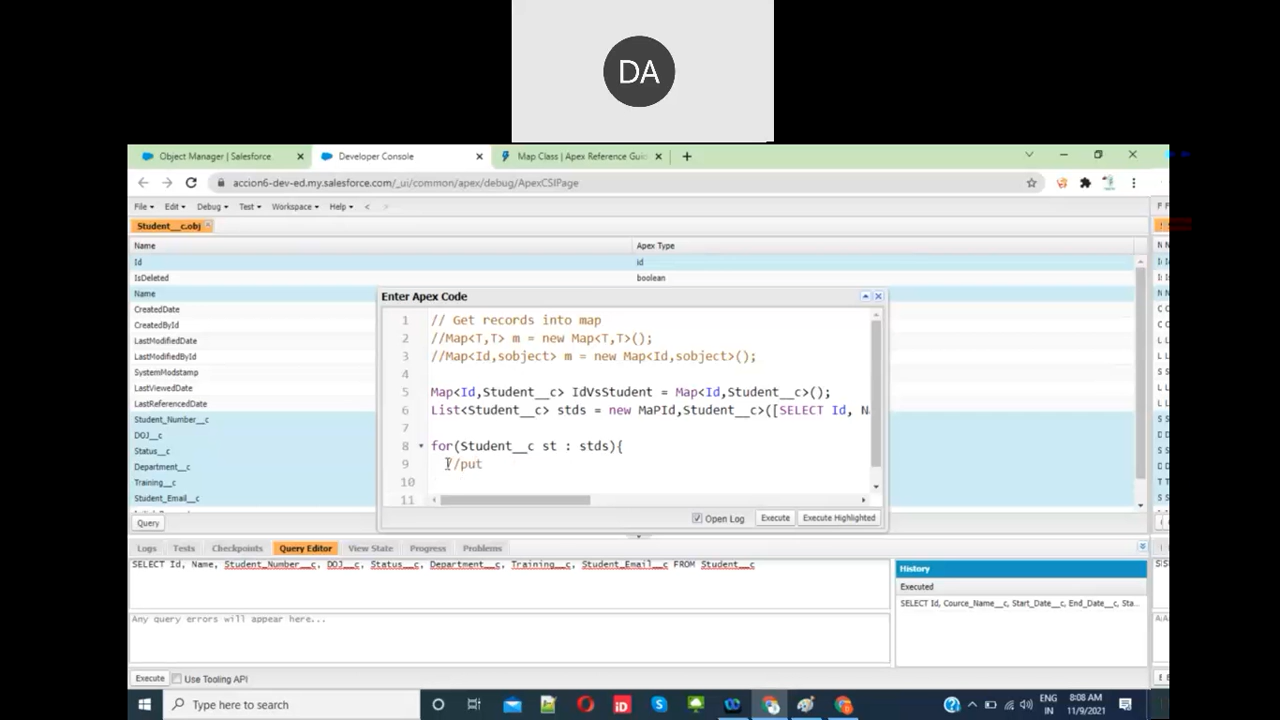 DA
Object Manager | Salesforce
Developer Console
Map Class | Apex Reference Gui
accion6-dev-ed.my.salesforce.com/_ui/common/apex/debug/ApexCSIPage
File Edit Debug Test Workspace Help < >
Student__c.obj
Name Apex Type
Id id
IsDeleted boolean
Name
CreatedDate
CreatedById
LastModifiedDate
LastModifiedById
SystemModstamp
LastViewedDate
LastReferencedDate
Student_Number__c
DOJ__c
Status__c
Department__c
Training__c
Student_Email__c
Query
Enter Apex Code
1 // Get records into map
2 //Map<T,T> m = new Map<T,T>();
3 //Map<Id,sobject> m = new Map<Id,sobject>();
4
5 Map<Id,Student__c> IdVsStudent = Map<Id,Student__c>();
6 List<Student__c> stds = new MaPId,Student__c>([SELECT Id, N
7
8 for(Student__c st : stds){
9 //put
10
11
Open Log Execute Execute Highlighted
Logs Tests Checkpoints Query Editor View State Progress Problems
SELECT Id, Name, Student_Number__c, DOJ__c, Status__c, Department__c, Training__c, Student_Email__c FROM Student__c
History
Executed
SELECT Id, Cource_Name__c, Start_Date__c, End_Date__c, Sta...
Any query errors will appear here...
Execute Use Tooling API
Type here to search
ENG
IN
8:08 AM
11/9/2021